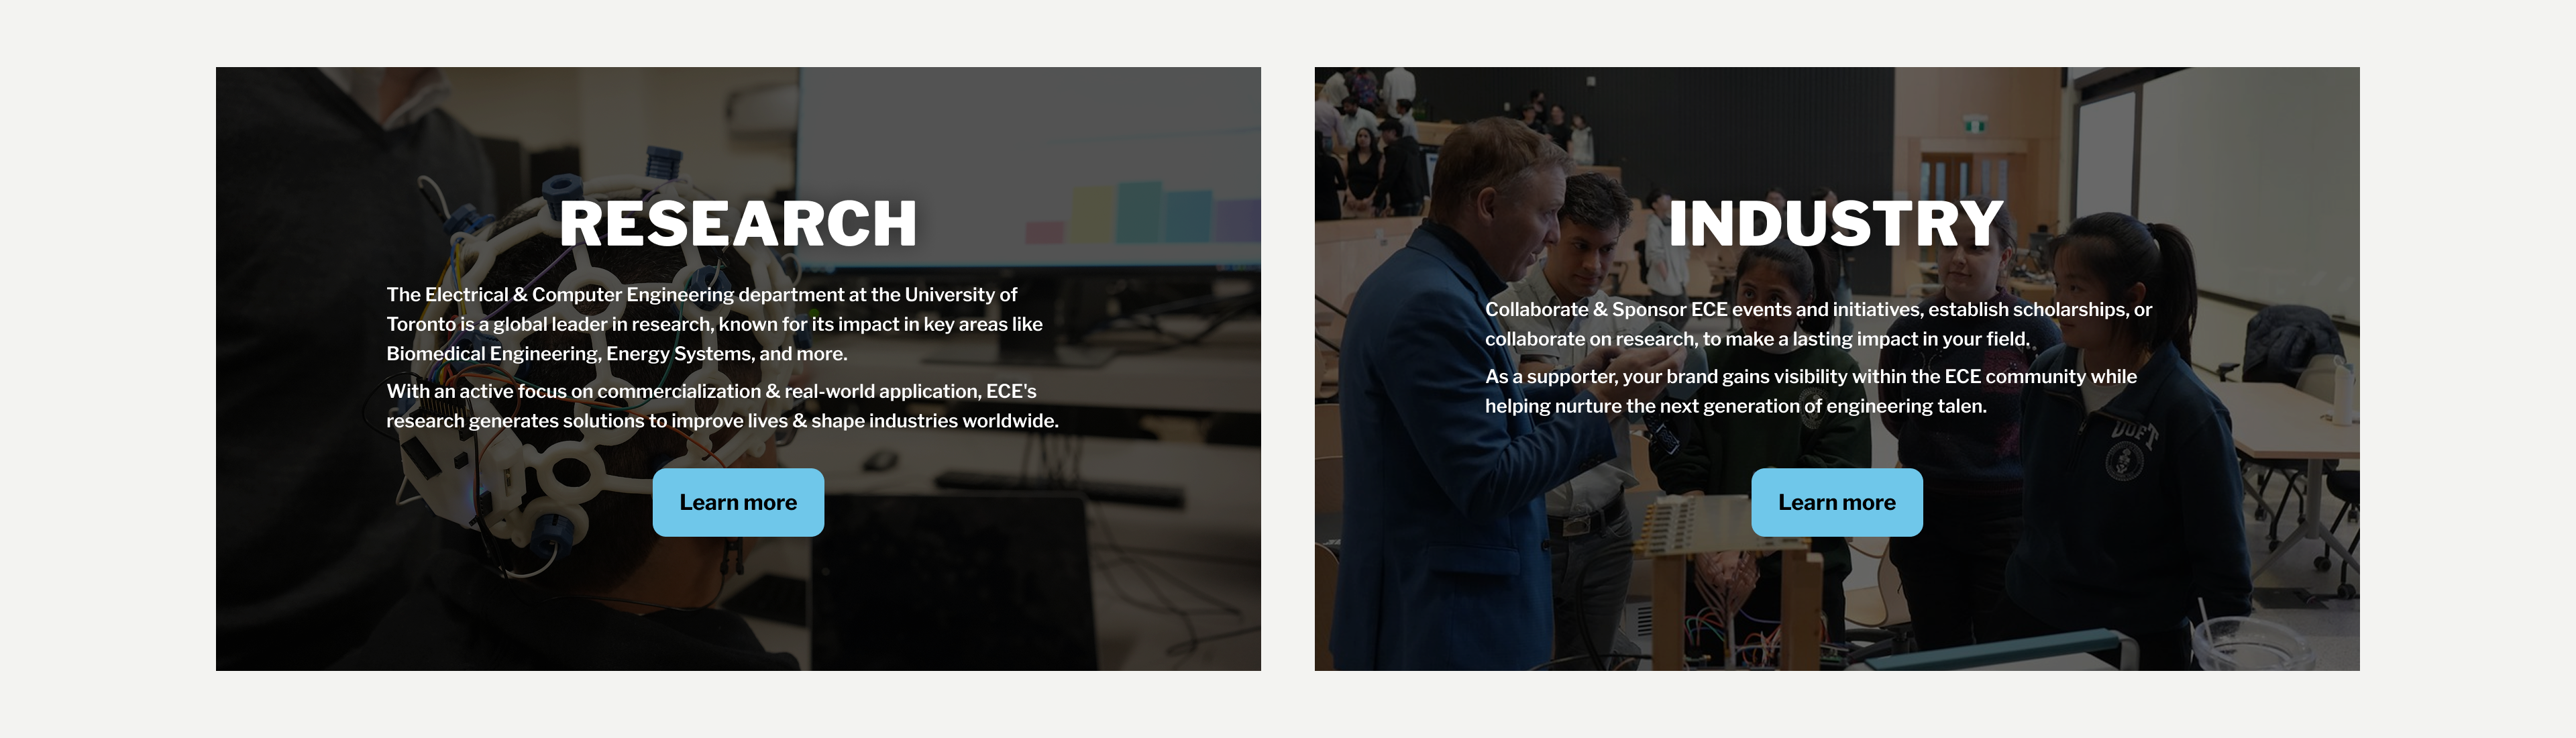 RESEARCH
The Electrical & Computer Engineering department at the University of
Toronto is a global leader in research, known for its impact in key areas like
Biomedical Engineering, Energy Systems, and more.
With an active focus on commercialization & real-world application, ECE's
research generates solutions to improve lives & shape industries worldwide.
Learn more
INDUSTRY
Collaborate & Sponsor ECE events and initiatives, establish scholarships, or
collaborate on research, to make a lasting impact in your field.
As a supporter, your brand gains visibility within the ECE community while
helping nurture the next generation of engineering talen.
UOFT
Learn more